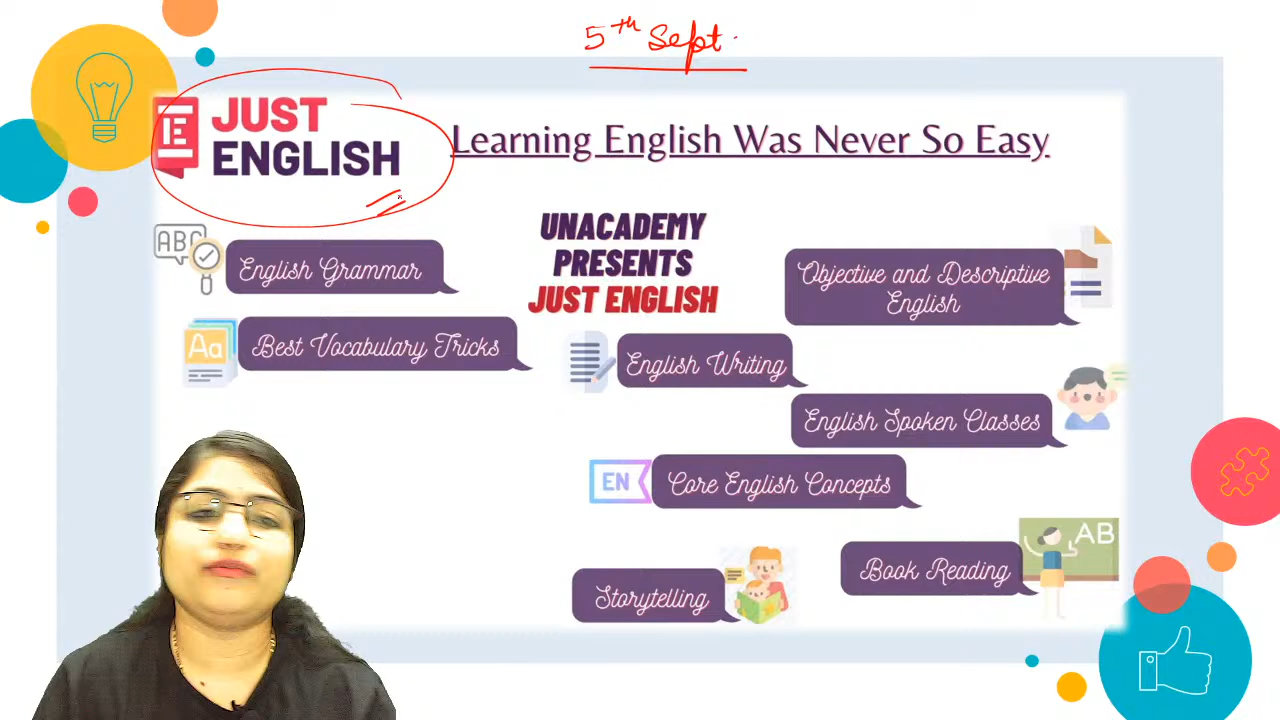 5th Sept.
JE JUST
ENGLISH
Learning English Was Never So Easy
UNACADEMY
PRESENTS
JUST ENGLISH
ABC
English Grammar
Objective and Descriptive
English
Aa
Best Vocabulary Tricks
English Writing
English Spoken Classes
EN
Core English Concepts
AB
Book Reading
Storytelling